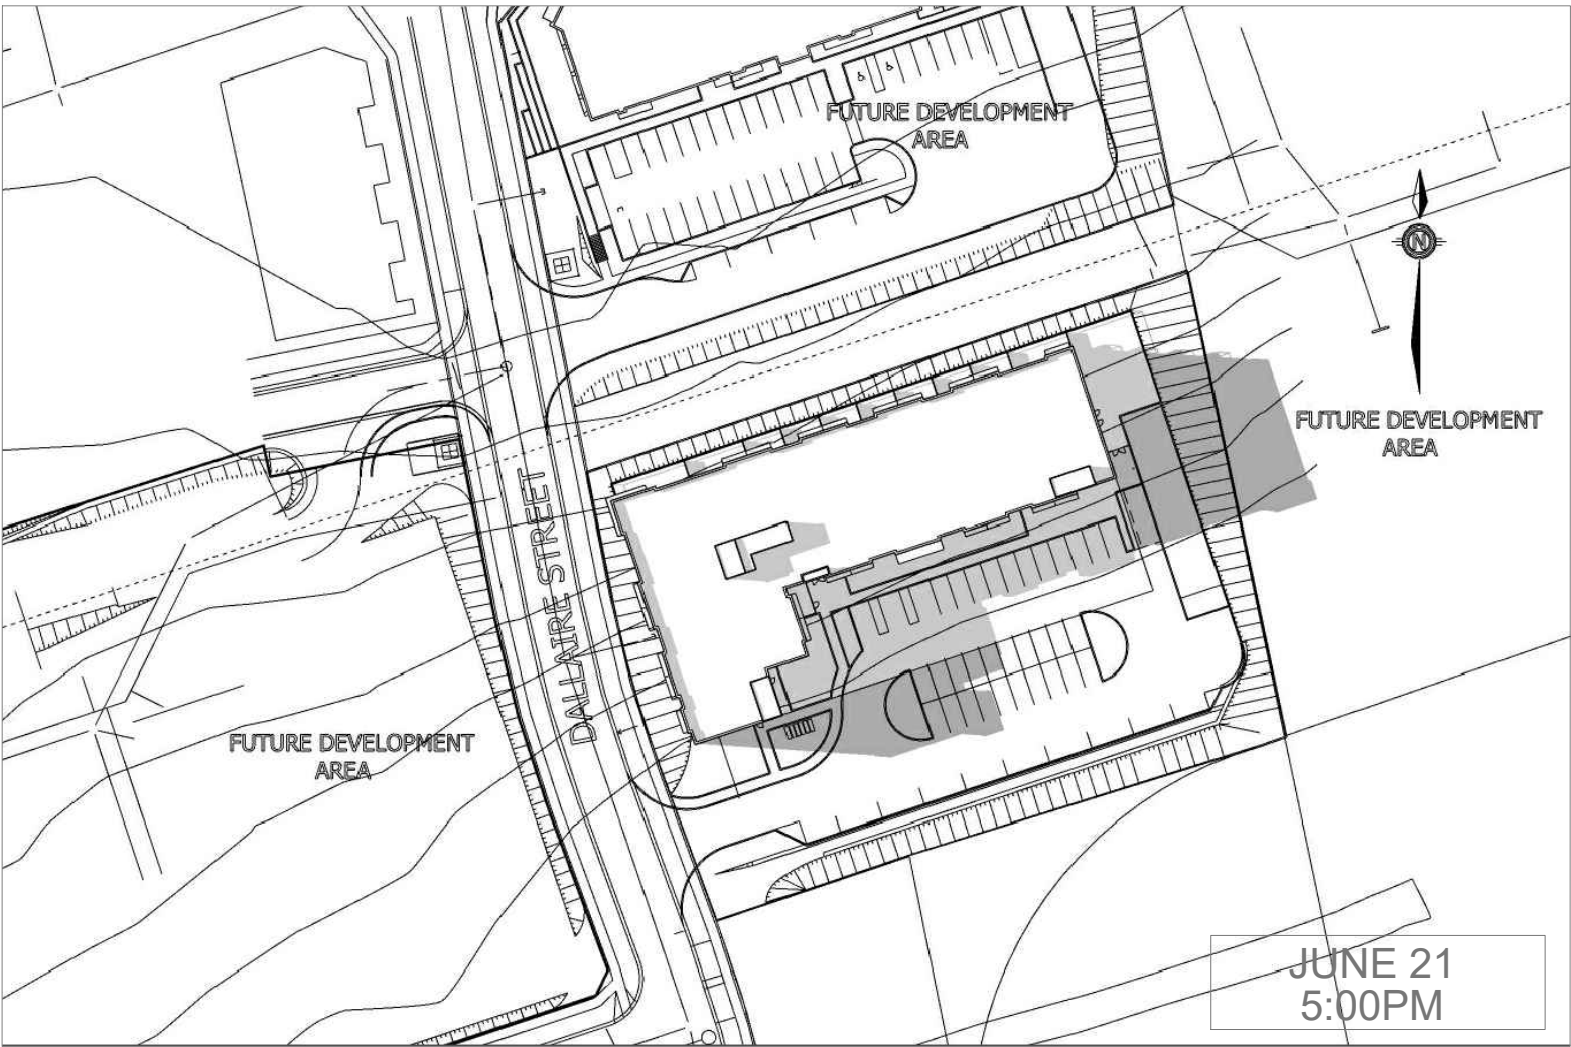 FUTURE DEVELOPMENT
AREA
N
FUTURE DEVELOPMENT
AREA
DALLAIRE STREET
FUTURE DEVELOPMENT
AREA
JUNE 21
5:00PM